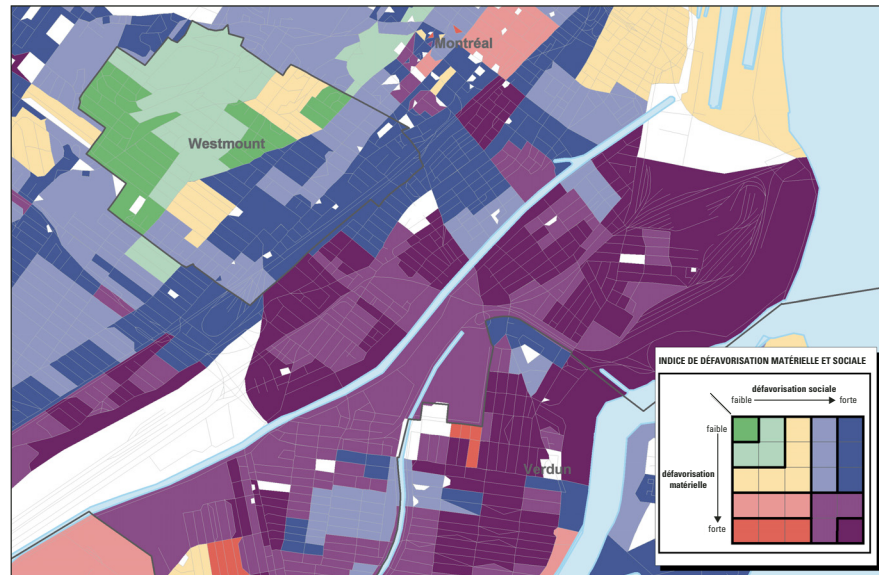 Montréal
Westmount
Verdun
INDICE DE DÉFAVORISATION MATÉRIELLE ET SOCIALE
défavorisation sociale
faible forte
faible
défavorisation
matérielle
forte